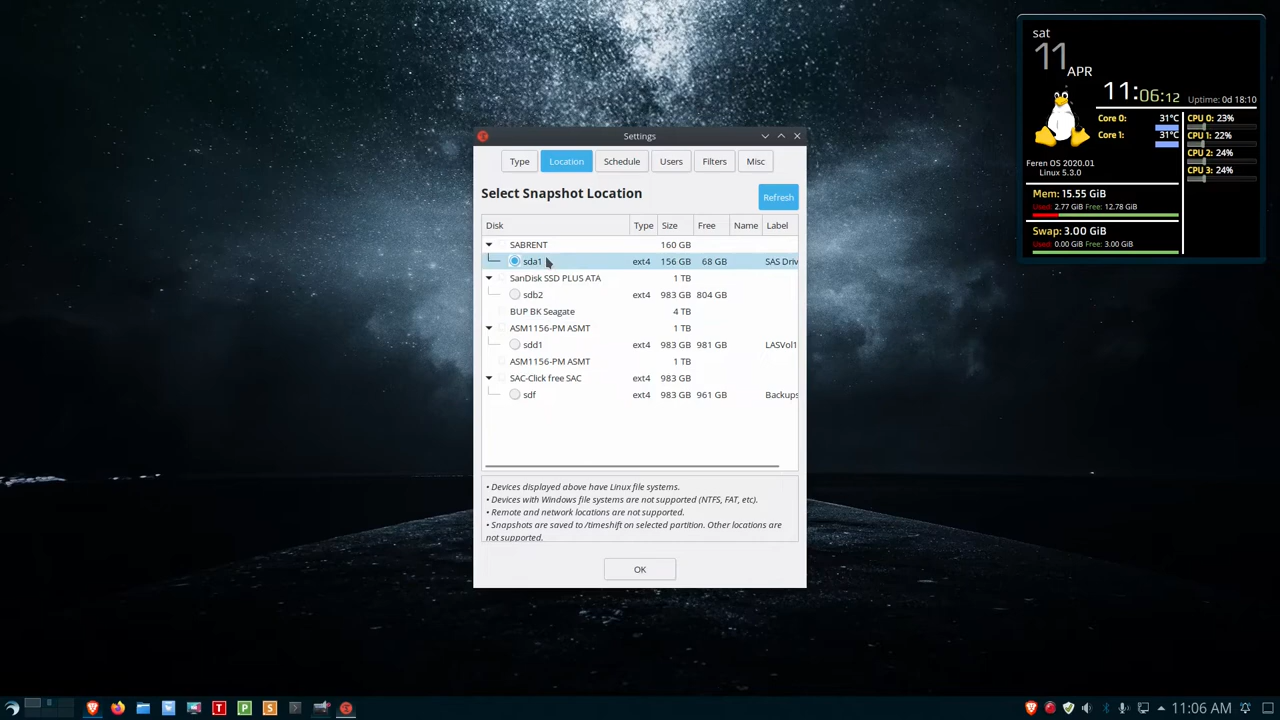 sat
11
APR
11:06:12
Uptime: 0d 18:10
Core 0: 31°C
Core 1: 31°C
CPU 0: 23%
CPU 1: 22%
CPU 2: 24%
CPU 3: 24%
Feren OS 2020.01
Linux 5.3.0
Mem: 15.55 GiB
Used: 2.77 GiB Free: 12.78 GiB
Swap: 3.00 GiB
Used: 0.00 GiB Free: 3.00 GiB
Settings
Type Location Schedule Users Filters Misc
Select Snapshot Location
Refresh
Disk Type Size Free Name Label
SABRENT 160 GB
sda1 ext4 156 GB 68 GB SAS Driv
SanDisk SSD PLUS ATA 1 TB
sdb2 ext4 983 GB 804 GB
BUP BK Seagate 4 TB
ASM1156-PM ASMT 1 TB
sdd1 ext4 983 GB 981 GB LASVol1
ASM1156-PM ASMT 1 TB
SAC-Click free SAC ext4 983 GB
sdf ext4 983 GB 961 GB Backups
• Devices displayed above have Linux file systems.
• Devices with Windows file systems are not supported (NTFS, FAT, etc).
• Remote and network locations are not supported.
• Snapshots are saved to /timeshift on selected partition. Other locations are
not supported.
OK
T P S
11:06 AM